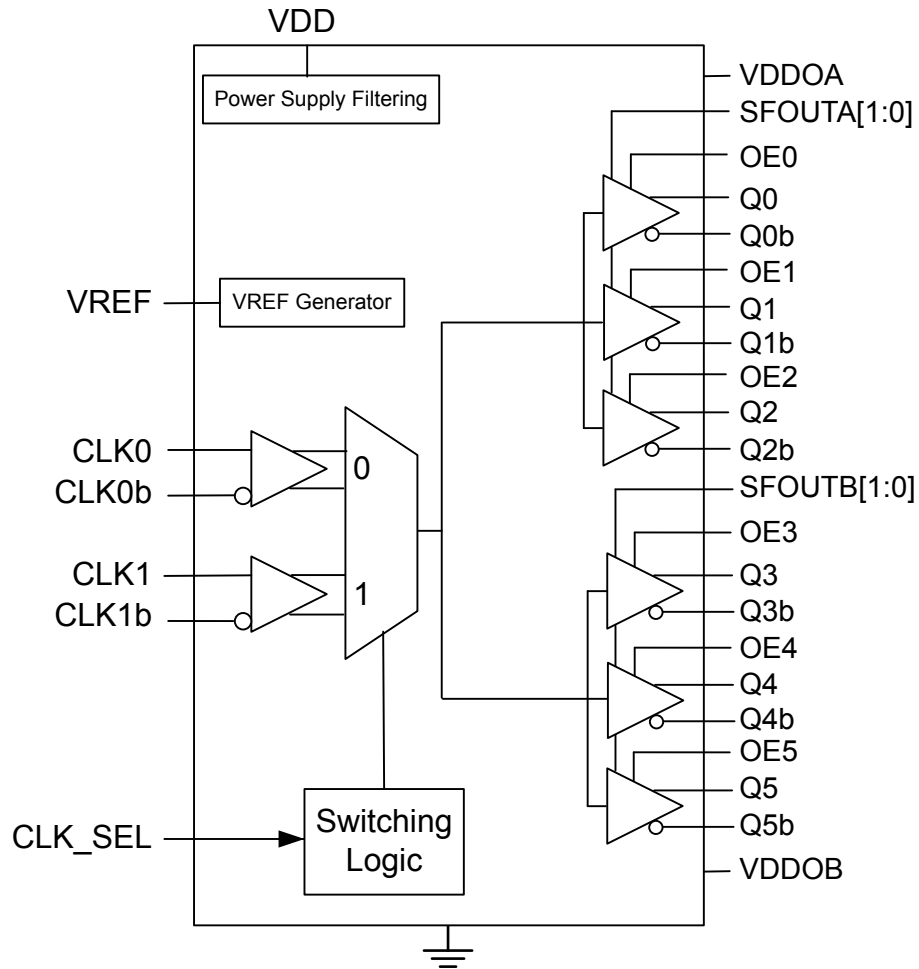 VDD
Power Supply Filtering
VREF
VREF Generator
CLK0
CLK0b
CLK1
CLK1b
0
1
CLK_SEL
Switching
Logic
VDDOA
SFOUTA[1:0]
OE0
Q0
Q0b
OE1
Q1
Q1b
OE2
Q2
Q2b
SFOUTB[1:0]
OE3
Q3
Q3b
OE4
Q4
Q4b
OE5
Q5
Q5b
VDDOB